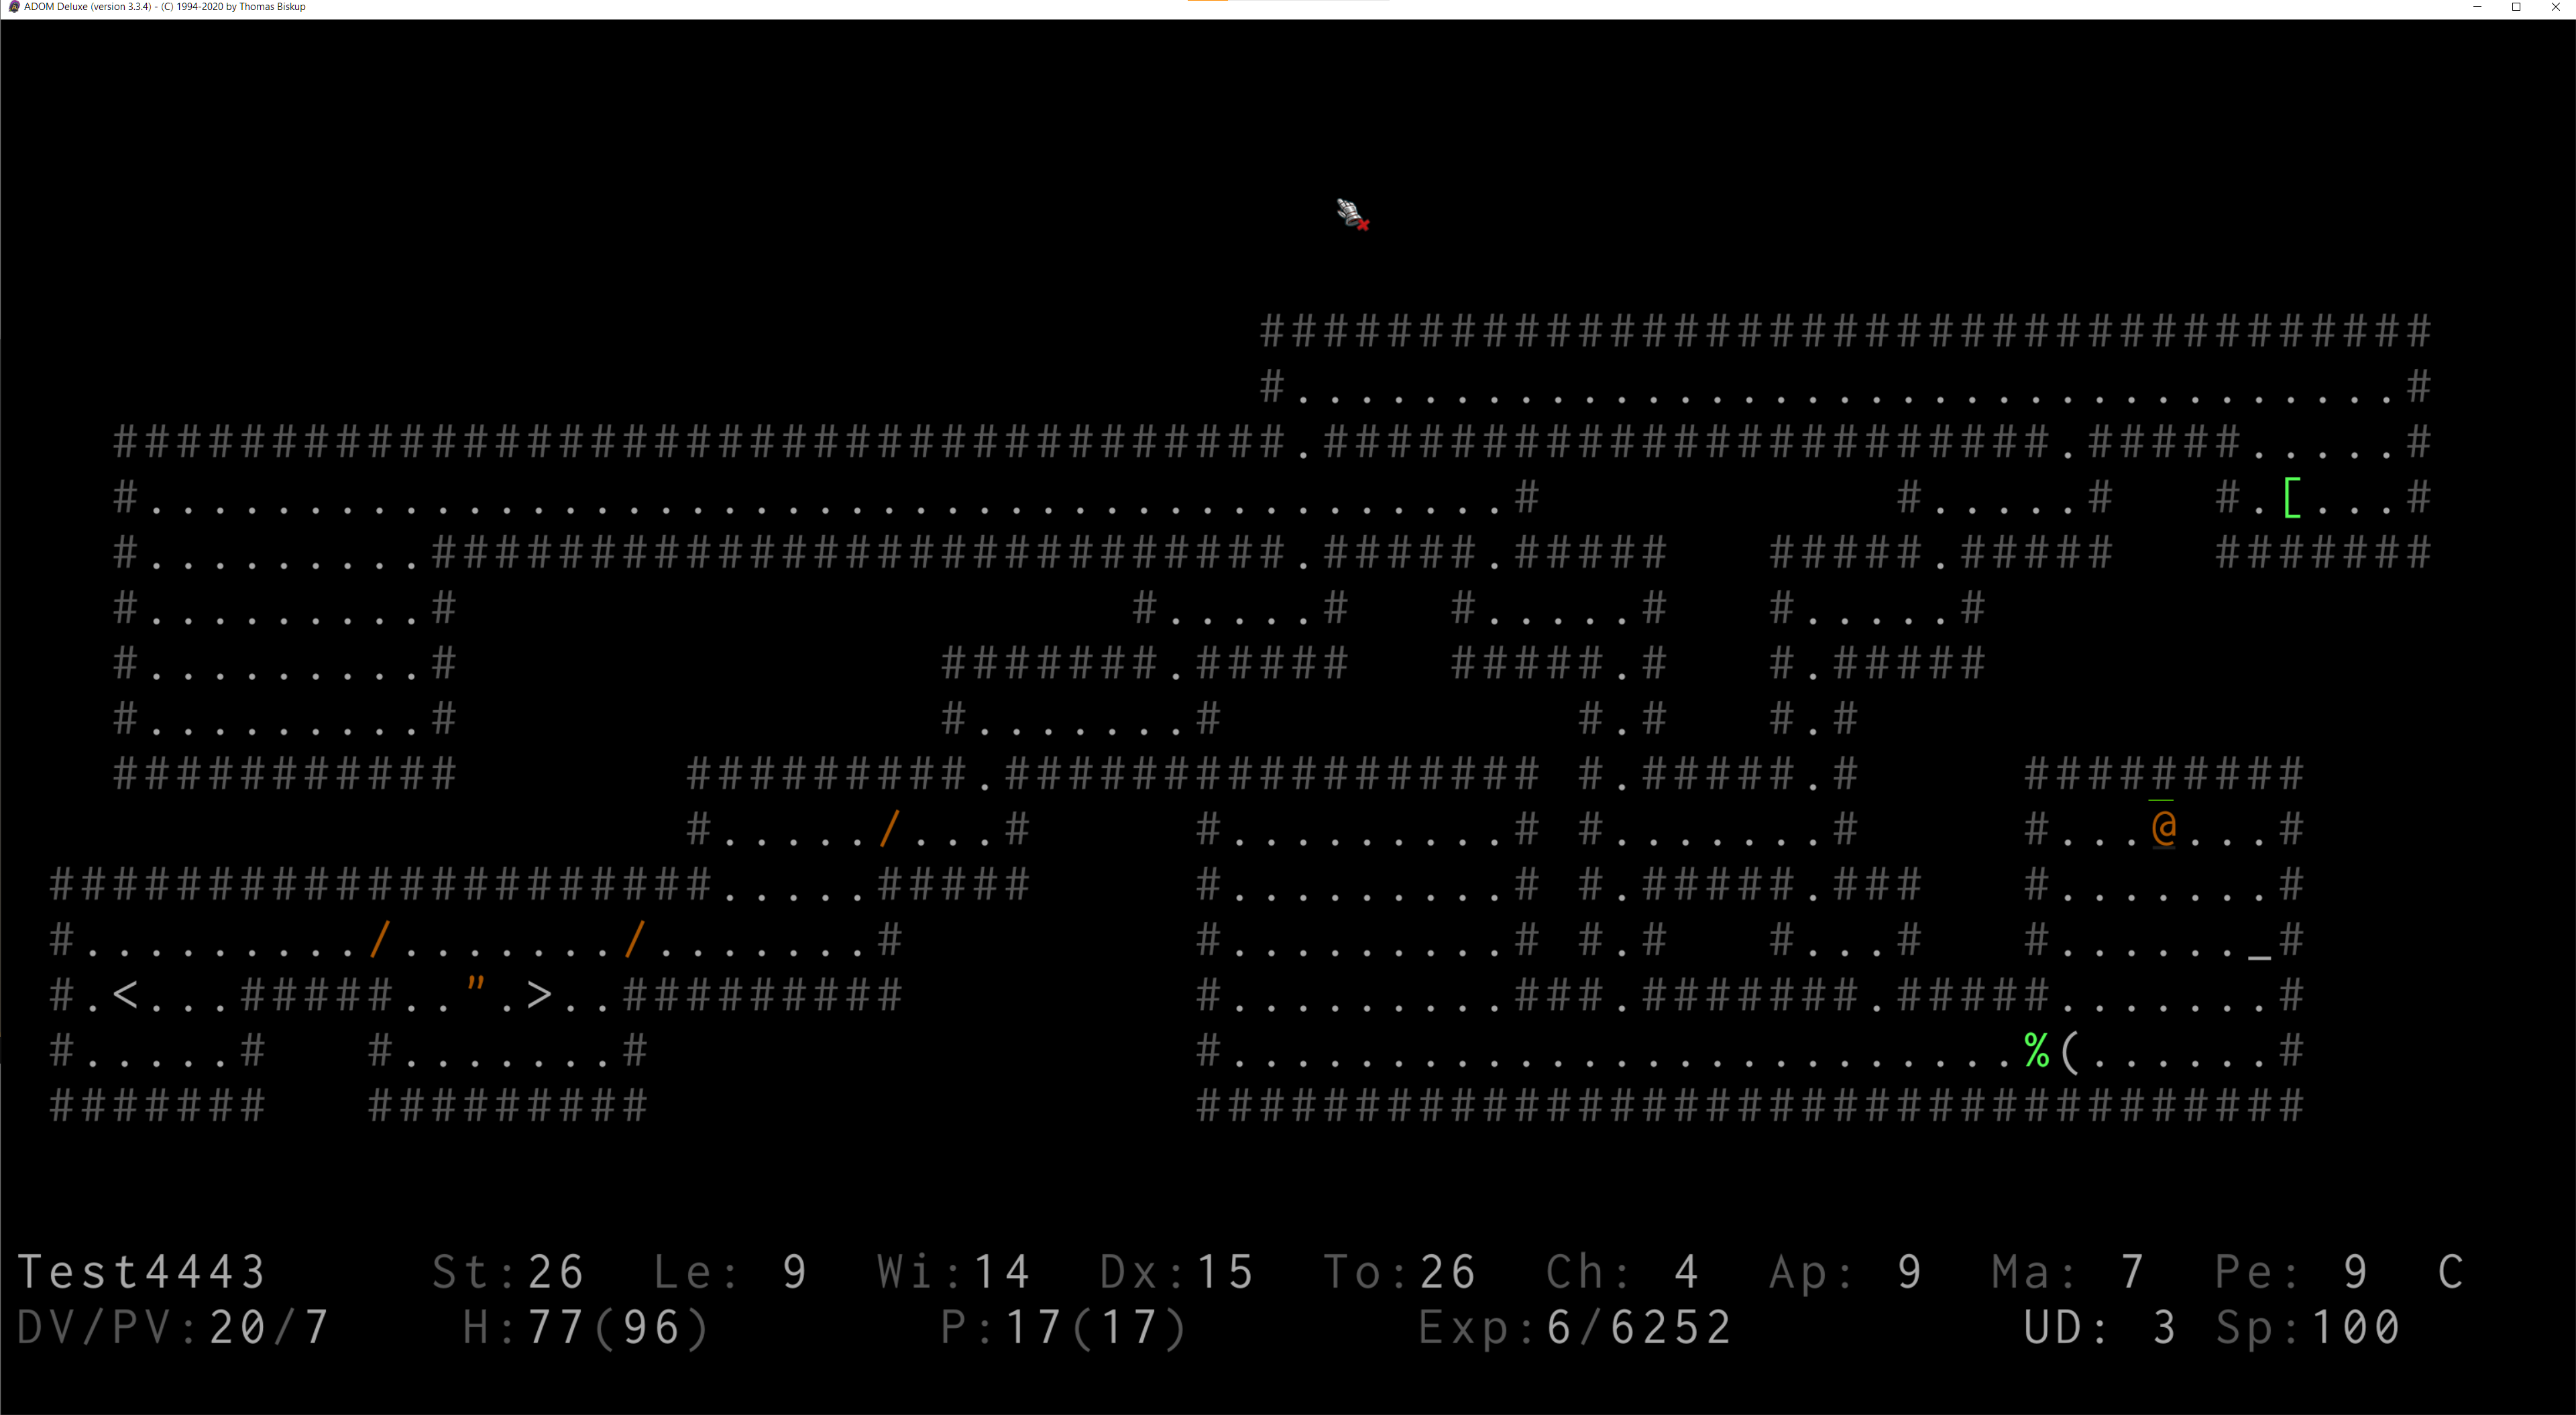 ADOM Deluxe (version 3.3.4) - (C) 1994-2020 by Thomas Biskup
Test4443 St:26 Le: 9 Wi:14 Dx:15 To:26 Ch: 4 Ap: 9 Ma: 7 Pe: 9 C
DV/PV:20/7 H:77(96) P:17(17) Exp:6/6252 UD: 3 Sp:100